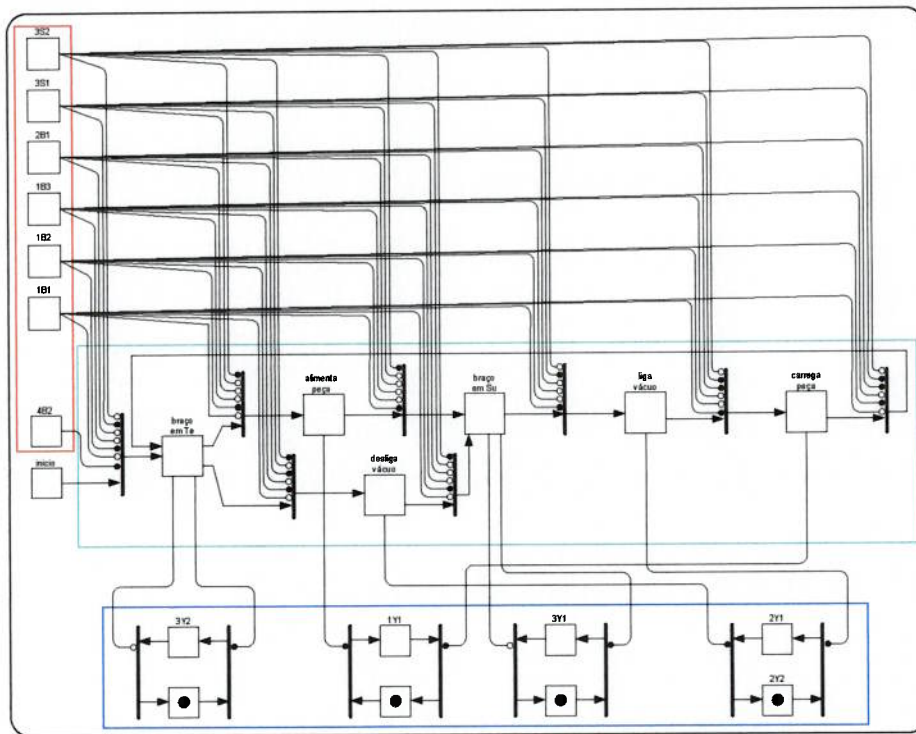 3S2
3S1
2B1
1B3
1B2
1B1
4B2
início
braço
em Te
alimenta
peça
desliga
vácuo
braço
em Su
liga
vácuo
carrega
peça
3Y2
1Y1
3Y1
2Y1
2Y2